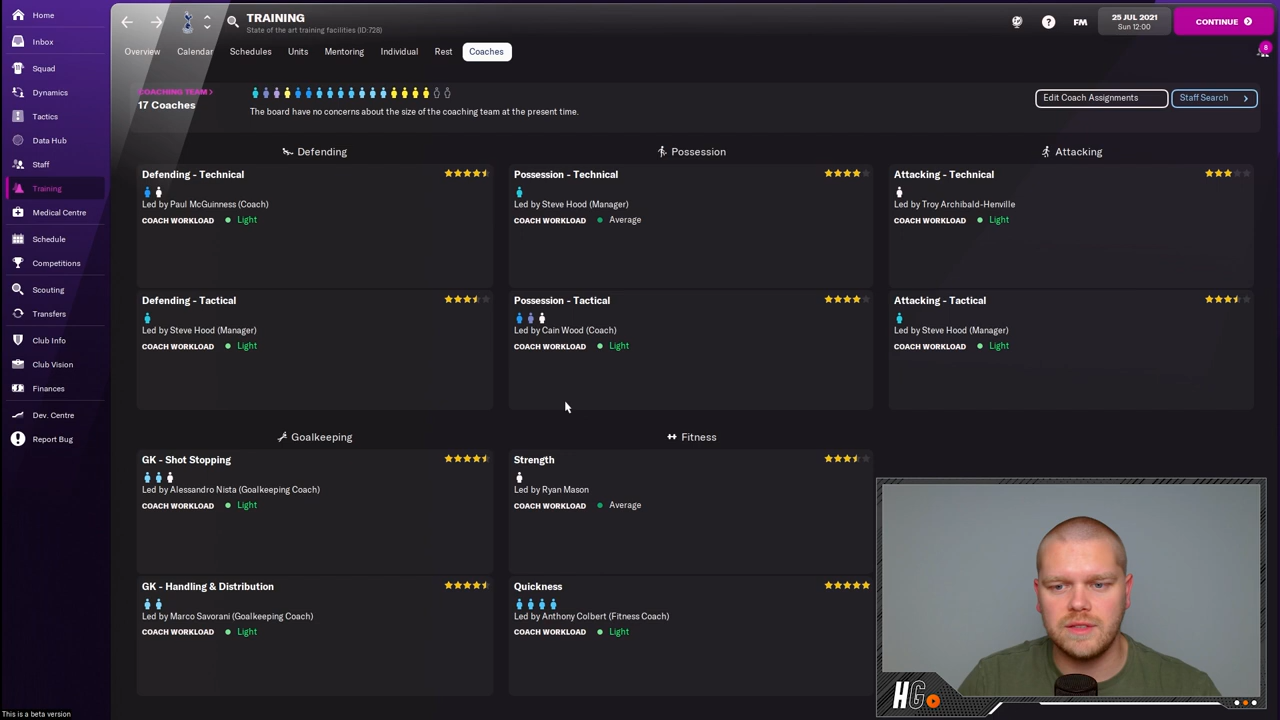 Home
Inbox
Squad
Dynamics
Tactics
Data Hub
Staff
Training
Medical Centre
Schedule
Competitions
Scouting
Transfers
Club Info
Club Vision
Finances
Dev. Centre
Report Bug
This is a beta version
TRAINING
State of the art training facilities (ID:728)
FM
25 JUL 2021
Sun 12:00
CONTINUE
8
Overview
Calendar
Schedules
Units
Mentoring
Individual
Rest
Coaches
COACHING TEAM >
17 Coaches
The board have no concerns about the size of the coaching team at the present time.
Edit Coach Assignments
Staff Search >
Defending
Possession
Attacking
Defending - Technical
Led by Paul McGuinness (Coach)
COACH WORKLOAD Light
Possession - Technical
Led by Steve Hood (Manager)
COACH WORKLOAD Average
Attacking - Technical
Led by Troy Archibald-Henville
COACH WORKLOAD Light
Defending - Tactical
Led by Steve Hood (Manager)
COACH WORKLOAD Light
Possession - Tactical
Led by Cain Wood (Coach)
COACH WORKLOAD Light
Attacking - Tactical
Led by Steve Hood (Manager)
COACH WORKLOAD Light
Goalkeeping
Fitness
GK - Shot Stopping
Led by Alessandro Nista (Goalkeeping Coach)
COACH WORKLOAD Light
Strength
Led by Ryan Mason
COACH WORKLOAD Average
GK - Handling & Distribution
Led by Marco Savorani (Goalkeeping Coach)
COACH WORKLOAD Light
Quickness
Led by Anthony Colbert (Fitness Coach)
COACH WORKLOAD Light
HG